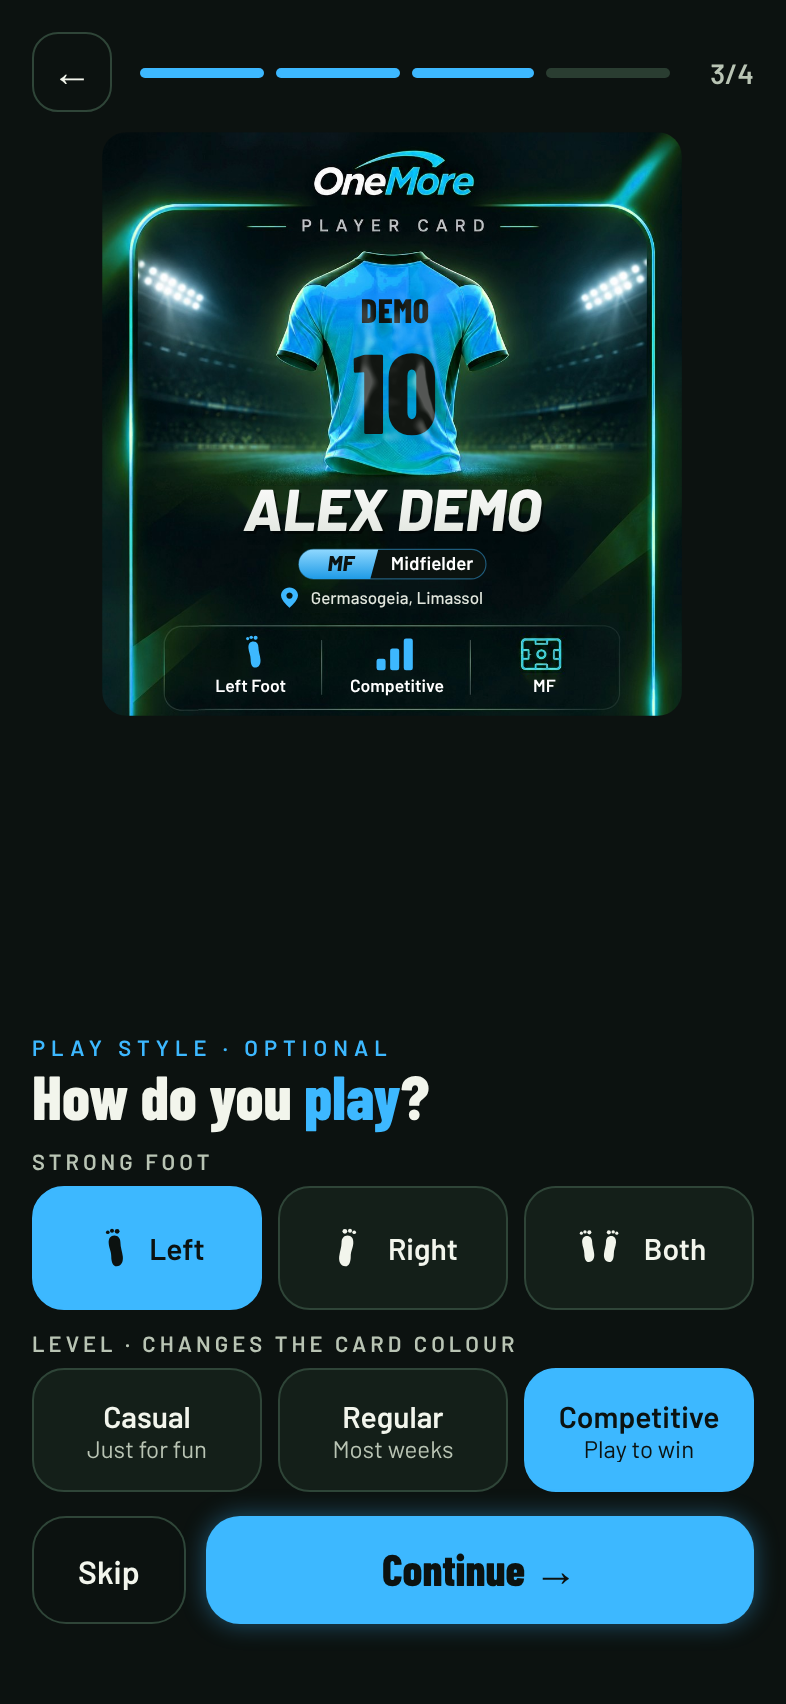 ←
3/4
OneMore
PLAYER CARD
DEMO
10
ALEX DEMO
MF Midfielder
Germasogeia, Limassol
Left Foot Competitive MF
PLAY STYLE · OPTIONAL
How do you play?
STRONG FOOT
Left Right Both
LEVEL · CHANGES THE CARD COLOUR
Casual Regular Competitive
Just for fun Most weeks Play to win
Skip Continue →